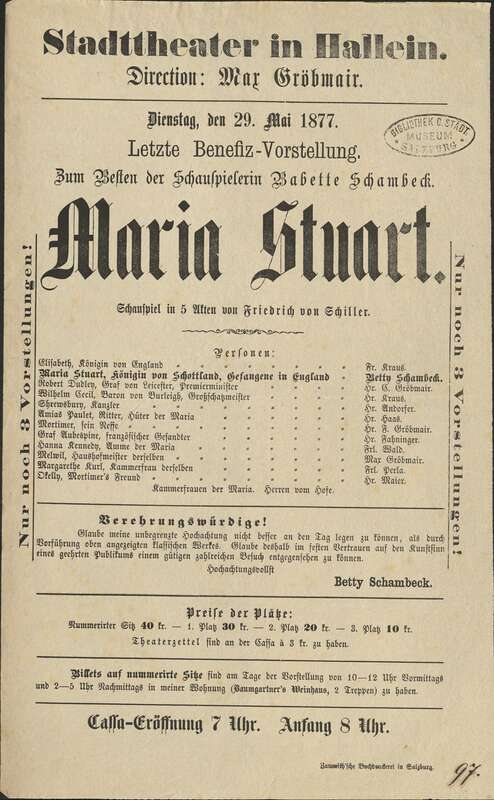 Stadttheater in Hallein.
Direction: Max Gröbmair.
Dienstag, den 29. Mai 1877.
BIBLIOTHEK D. STÄDT.
MUSEUM
SALZBURG
Letzte Benefiz-Vorstellung.
Zum Besten der Schauspielerin Babette Schambeck.
Maria Stuart.
Schauspiel in 5 Akten von Friedrich von Schiller.
Nur noch 3 Vorstellungen!
Nur noch 3 Vorstellungen!
Personen:
Elisabeth, Königin von England - Fr. Kraus.
Maria Stuart, Königin von Schottland, Gefangene in England - Betty Schambeck.
Robert Dudley, Graf von Leicester, Premierminister - Hr. C. Gröbmair.
Wilhelm Cecil, Baron von Burleigh, Großschatzmeister - Hr. Kraus.
Shrewsbury, Kanzler - Hr. Andorfer.
Amias Paulet, Ritter, Hüter der Maria - Hr. Haas.
Mortimer, sein Neffe - Hr. F. Gröbmair.
Graf Aubespine, französischer Gesandter - Hr. Fahninger.
Hanna Kennedy, Amme der Maria - Frl. Wald.
Melwil, Haushofmeister derselben - Max Gröbmair.
Margarethe Kurl, Kammerfrau derselben - Frl. Perla.
Okelly, Mortimer's Freund - Hr. Maier.
Kammerfrauen der Maria. Herren vom Hofe.
Verehrungswürdige!
Glaube meine unbegrenzte Hochachtung nicht besser an den Tag legen zu können, als durch
Vorführung oben angezeigten klassischen Werkes. Glaube deshalb im festen Vertrauen auf den Kunstsinn
eines geehrten Publikums einem gütigen zahlreichen Besuch entgegensehen zu können.
Hochachtungsvollst
Betty Schambeck.
Preise der Plätze:
Nummerirter Sitz 40 kr. — 1. Platz 30 kr. — 2. Platz 20 kr. — 3. Platz 10 kr.
Theaterzettel sind an der Cassa à 3 kr. zu haben.
Billets auf nummerirte Sitze sind am Tage der Vorstellung von 10—12 Uhr Vormittags
und 2—5 Uhr Nachmittags in meiner Wohnung (Baumgartner's Weinhaus, 2 Treppen) zu haben.
Cassa-Eröffnung 7 Uhr. Anfang 8 Uhr.
Zaunrith'sche Buchdruckerei in Salzburg.
97.